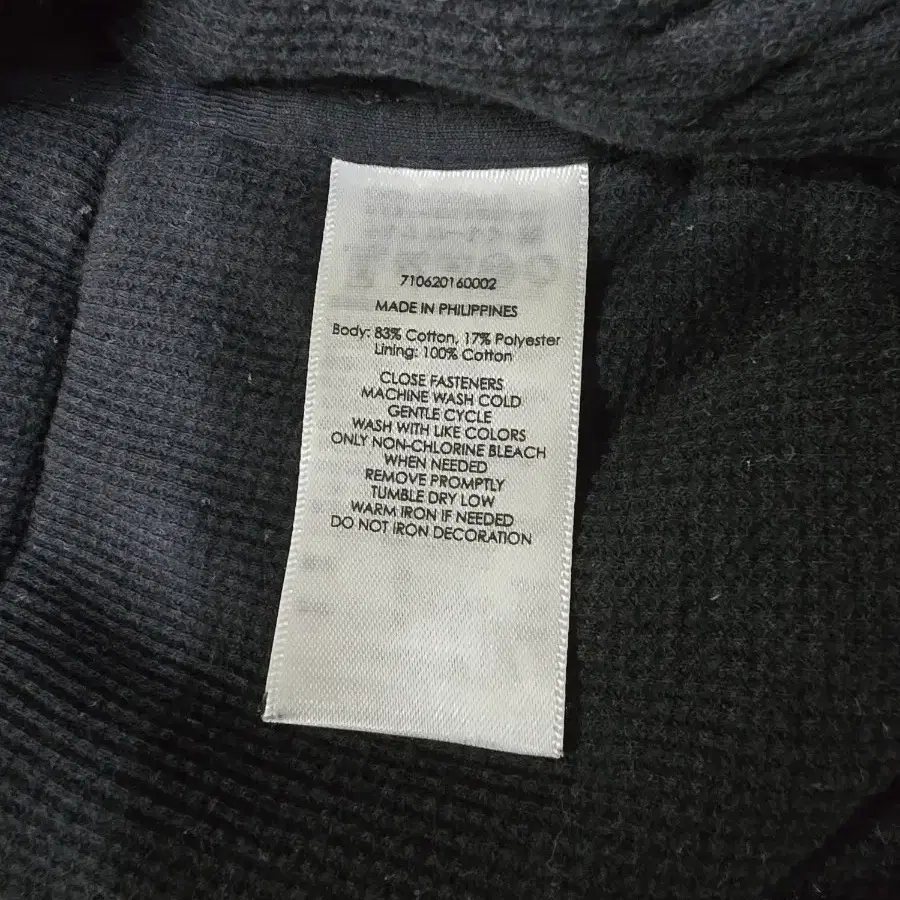 710620160002
MADE IN PHILIPPINES
Body: 83% Cotton, 17% Polyester
Lining: 100% Cotton
CLOSE FASTENERS
MACHINE WASH COLD
GENTLE CYCLE
WASH WITH LIKE COLORS
ONLY NON-CHLORINE BLEACH
WHEN NEEDED
REMOVE PROMPTLY
TUMBLE DRY LOW
WARM IRON IF NEEDED
DO NOT IRON DECORATION